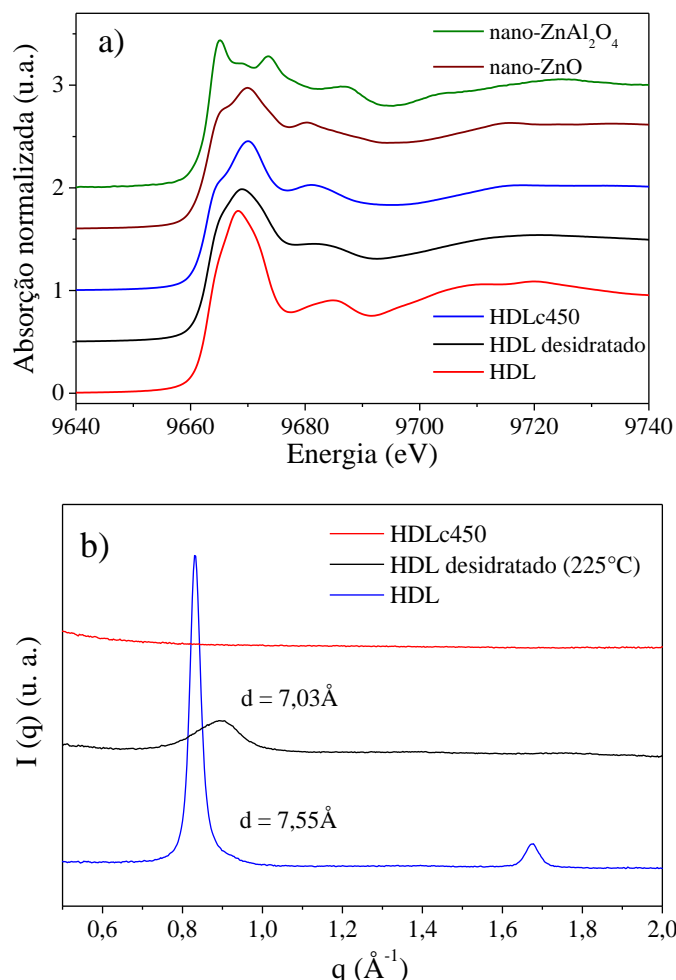 a)
nano-ZnAl₂O₄
nano-ZnO
Absorção normalizada (u.a.)
3
2
1
0
HDLc450
HDL desidratado
HDL
9640 9660 9680 9700 9720 9740
Energia (eV)
b)
HDLc450
HDL desidratado (225°C)
HDL
I (q) (u. a.)
d = 7,03Å
d = 7,55Å
0,6 0,8 1,0 1,2 1,4 1,6 1,8 2,0
q (Å⁻¹)